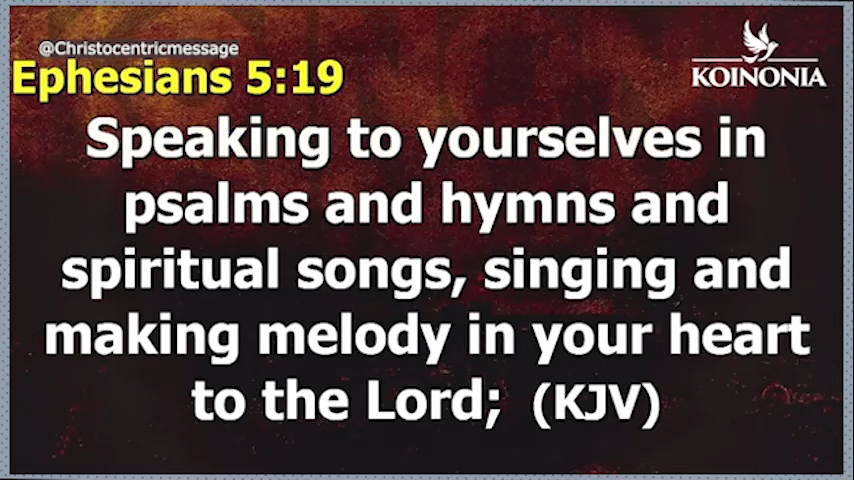 @Christocentricmessage
KOINONIA
Ephesians 5:19
Speaking to yourselves in
psalms and hymns and
spiritual songs, singing and
making melody in your heart
to the Lord; (KJV)